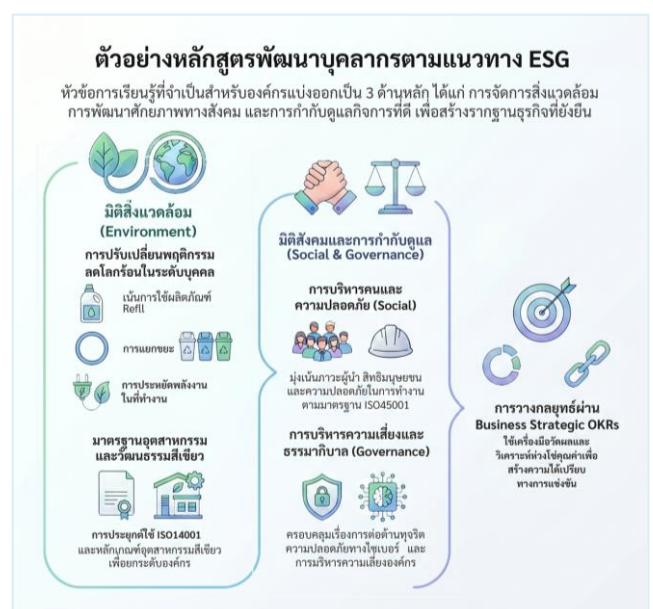 ตัวอย่างหลักสูตรพัฒนาบุคลากรตามแนวทาง ESG
หัวข้อการเรียนรู้ที่จำเป็นสำหรับองค์กรแบ่งออกเป็น 3 ด้านหลัก ได้แก่ การจัดการสิ่งแวดล้อม
การพัฒนาศักยภาพทางสังคม และการกำกับดูแลกิจการที่ดี เพื่อสร้างรากฐานธุรกิจที่ยั่งยืน
มิติสิ่งแวดล้อม
(Environment)
การปรับเปลี่ยนพฤติกรรม
ลดโลกร้อนในระดับบุคคล
เน้นการใช้ผลิตภัณฑ์
Refll
การแยกขยะ
การประหยัดพลังงาน
ในที่ทำงาน
มาตรฐานอุตสาหกรรม
และวัฒนธรรมสีเขียว
การประยุกต์ใช้ ISO14001
และหลักเกณฑ์อุตสาหกรรมสีเขียว
เพื่อยกระดับองค์กร
มิติสังคมและการกำกับดูแล
(Social & Governance)
การบริหารคนและ
ความปลอดภัย (Social)
มุ่งเน้นภาวะผู้นำ สิทธิมนุษยชน
และความปลอดภัยในการทำงาน
ตามมาตรฐาน ISO45001
การบริหารความเสี่ยงและ
ธรรมาภิบาล (Governance)
ครอบคลุมเรื่องการต่อต้านทุจริต
ความปลอดภัยทางไซเบอร์ และ
การบริหารความเสี่ยงองค์กร
การวางกลยุทธ์ผ่าน
Business Strategic OKRs
ใช้เครื่องมือวัดผลและ
วิเคราะห์ห่วงโซ่คุณค่าเพื่อ
สร้างความได้เปรียบ
ทางการแข่งขัน